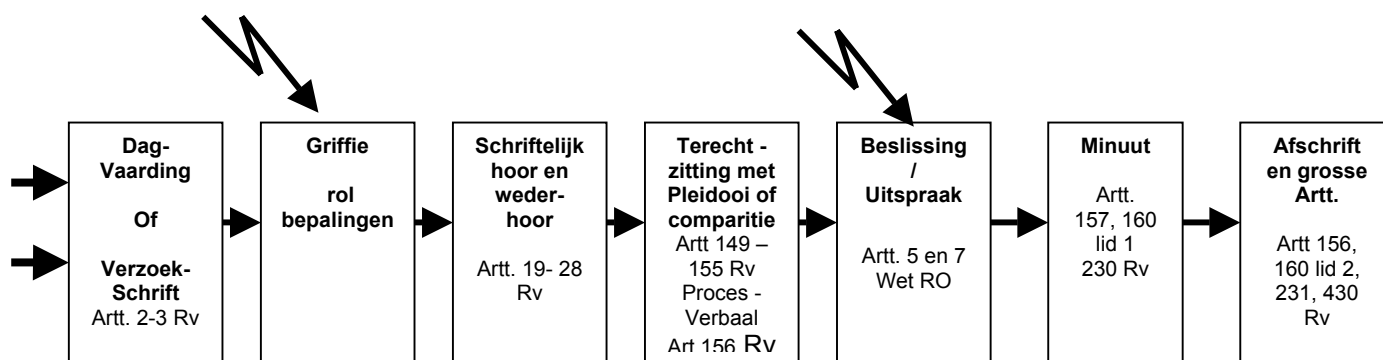 Dag-
Vaarding
Of
Verzoek-
Schrift
Artt. 2-3 Rv
Griffie
rol
bepalingen
Schriftelijk
hoor en
weder-
hoor
Artt. 19- 28
Rv
Terecht -
zitting met
Pleidooi of
comparitie
Artt 149 –
155 Rv
Proces -
Verbaal
Art 156 Rv
Beslissing
/
Uitspraak
Artt. 5 en 7
Wet RO
Minuut
Artt.
157, 160
lid 1
230 Rv
Afschrift
en grosse
Artt.
Artt 156,
160 lid 2,
231, 430
Rv